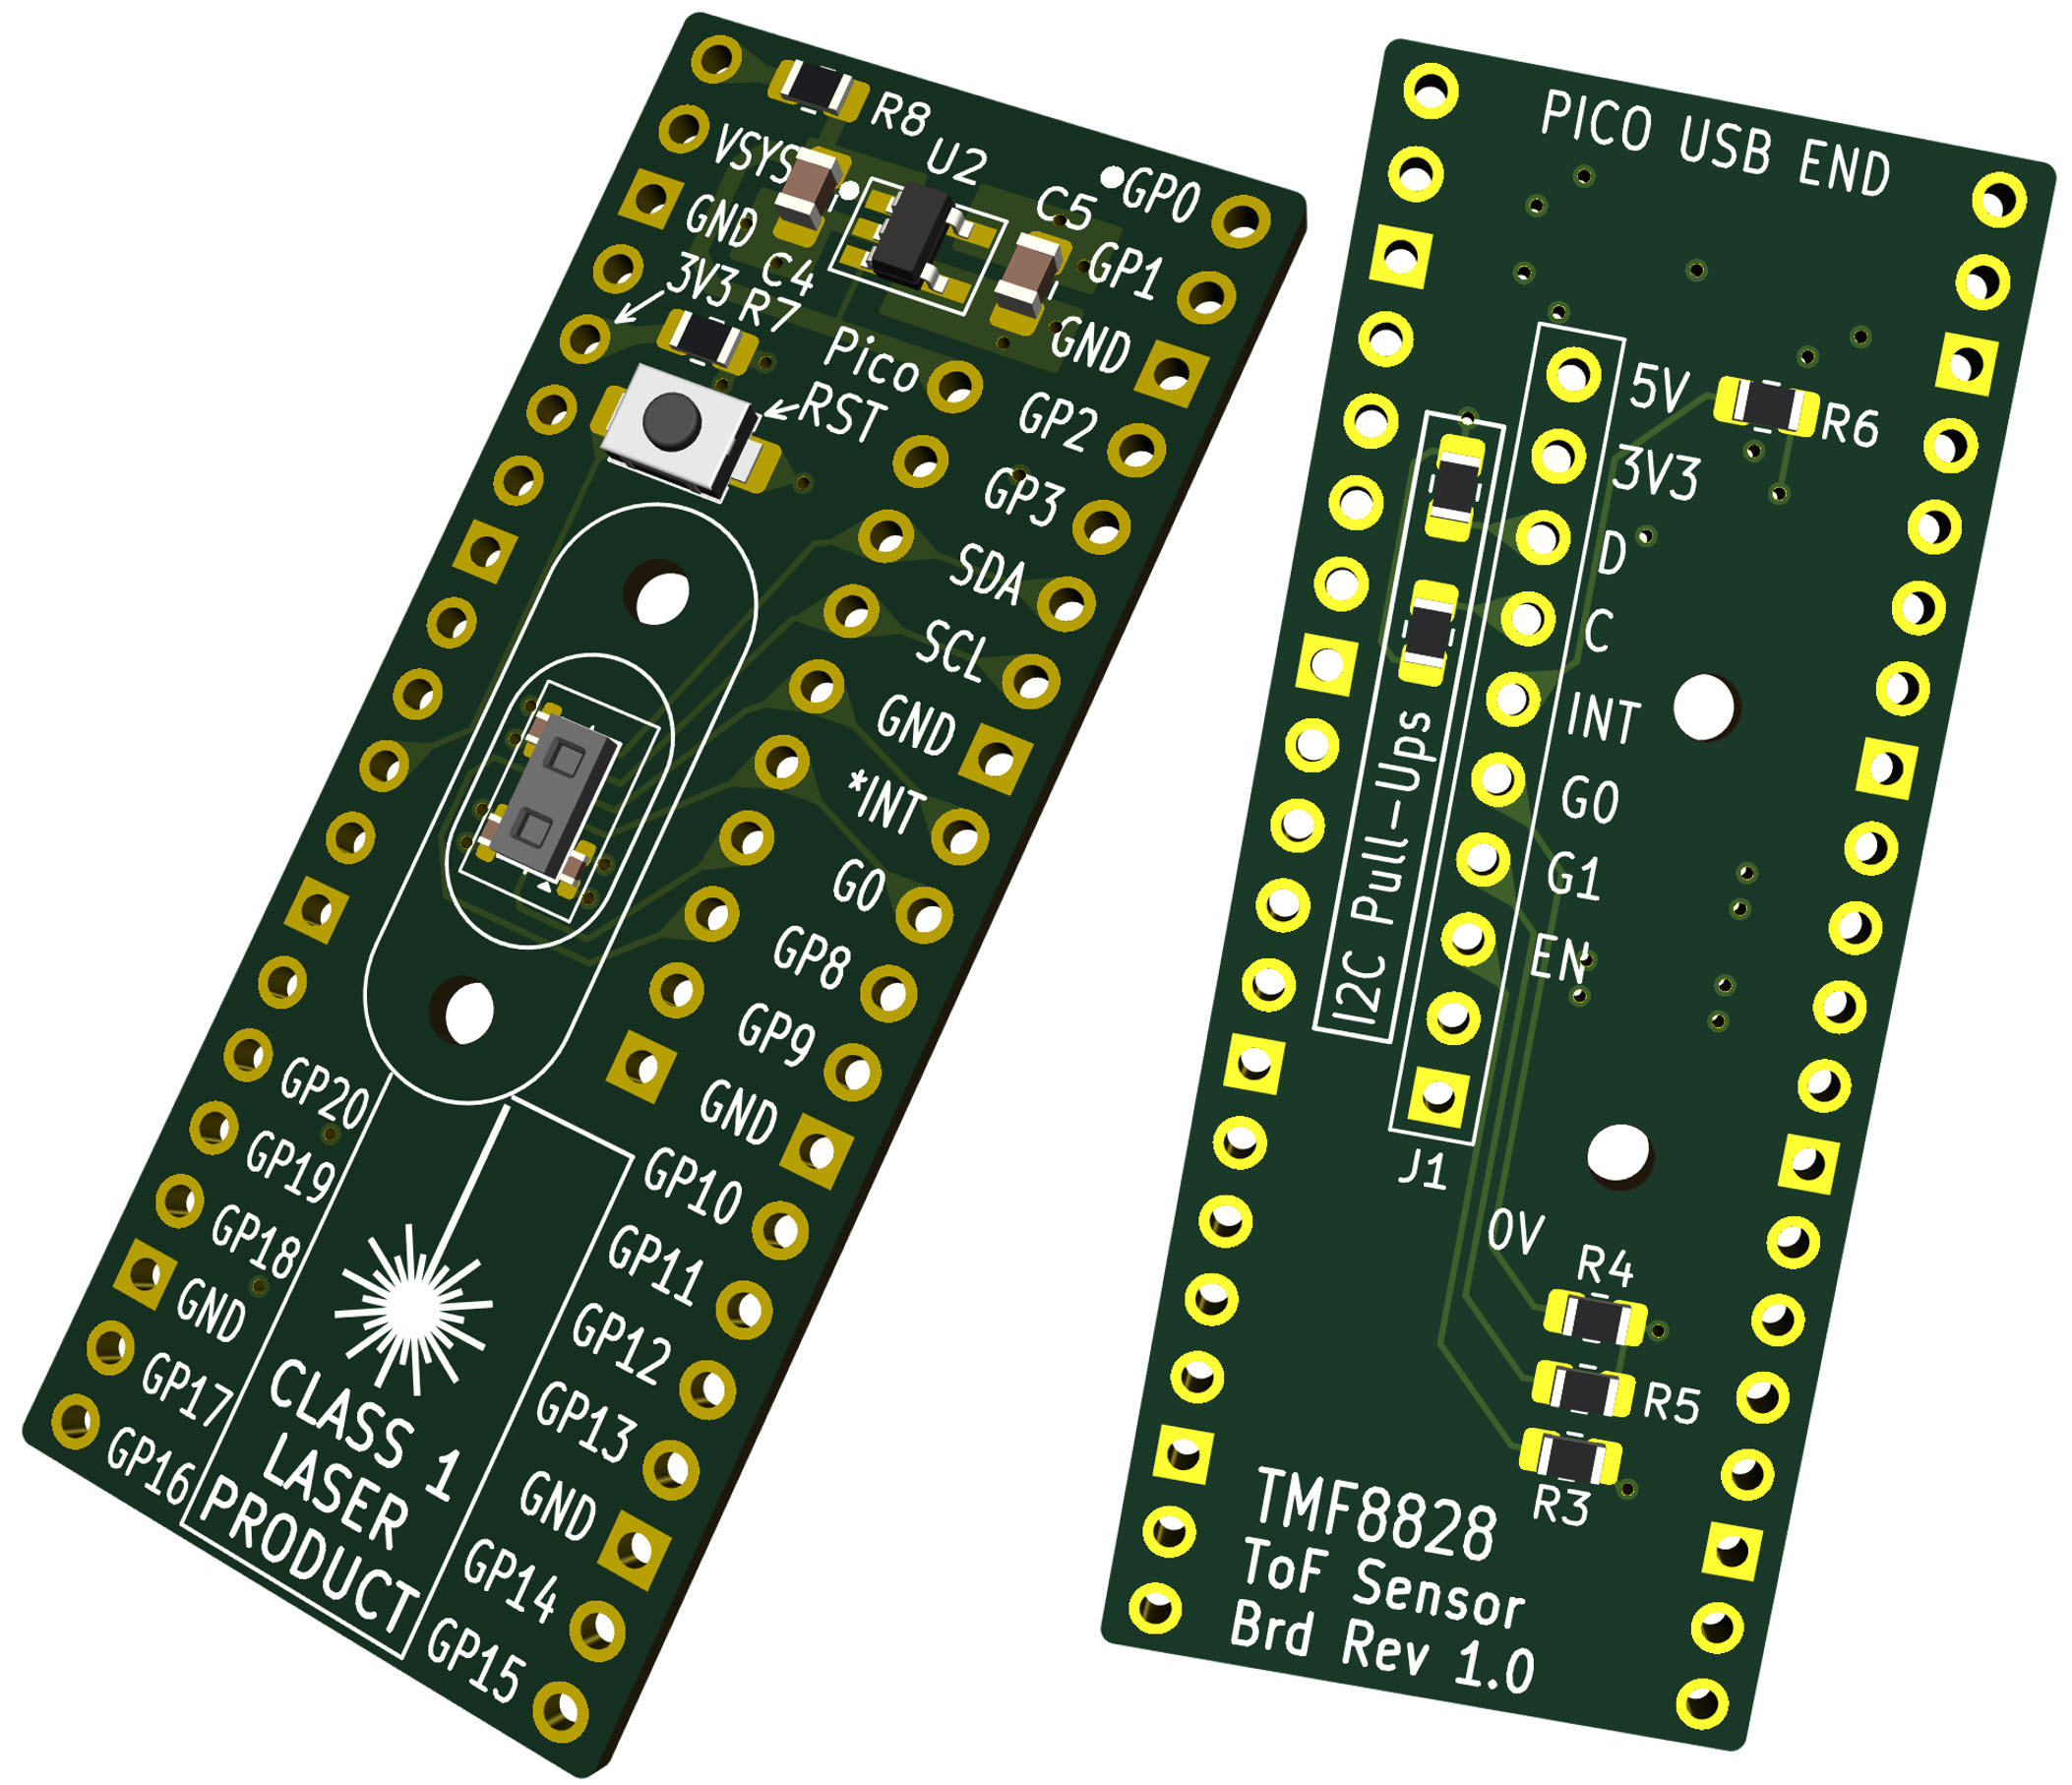 R8
VSYS
U2
GP0
GND
C5
3V3
C4
GP1
R7
GND
Pico
RST
GP2
GP3
SDA
SCL
GND
*INT
G0
GP8
GP9
GND
GP10
GP11
GP12
GP13
GND
GP14
GP15
GP20
GP19
GP18
GND
GP17
GP16
CLASS 1
LASER
PRODUCT
PICO USB END
5V
R6
3V3
D
C
INT
G0
G1
EN
I2C Pull-Ups
J1
0V
R4
R5
R3
TMF8828
ToF Sensor
Brd Rev 1.0